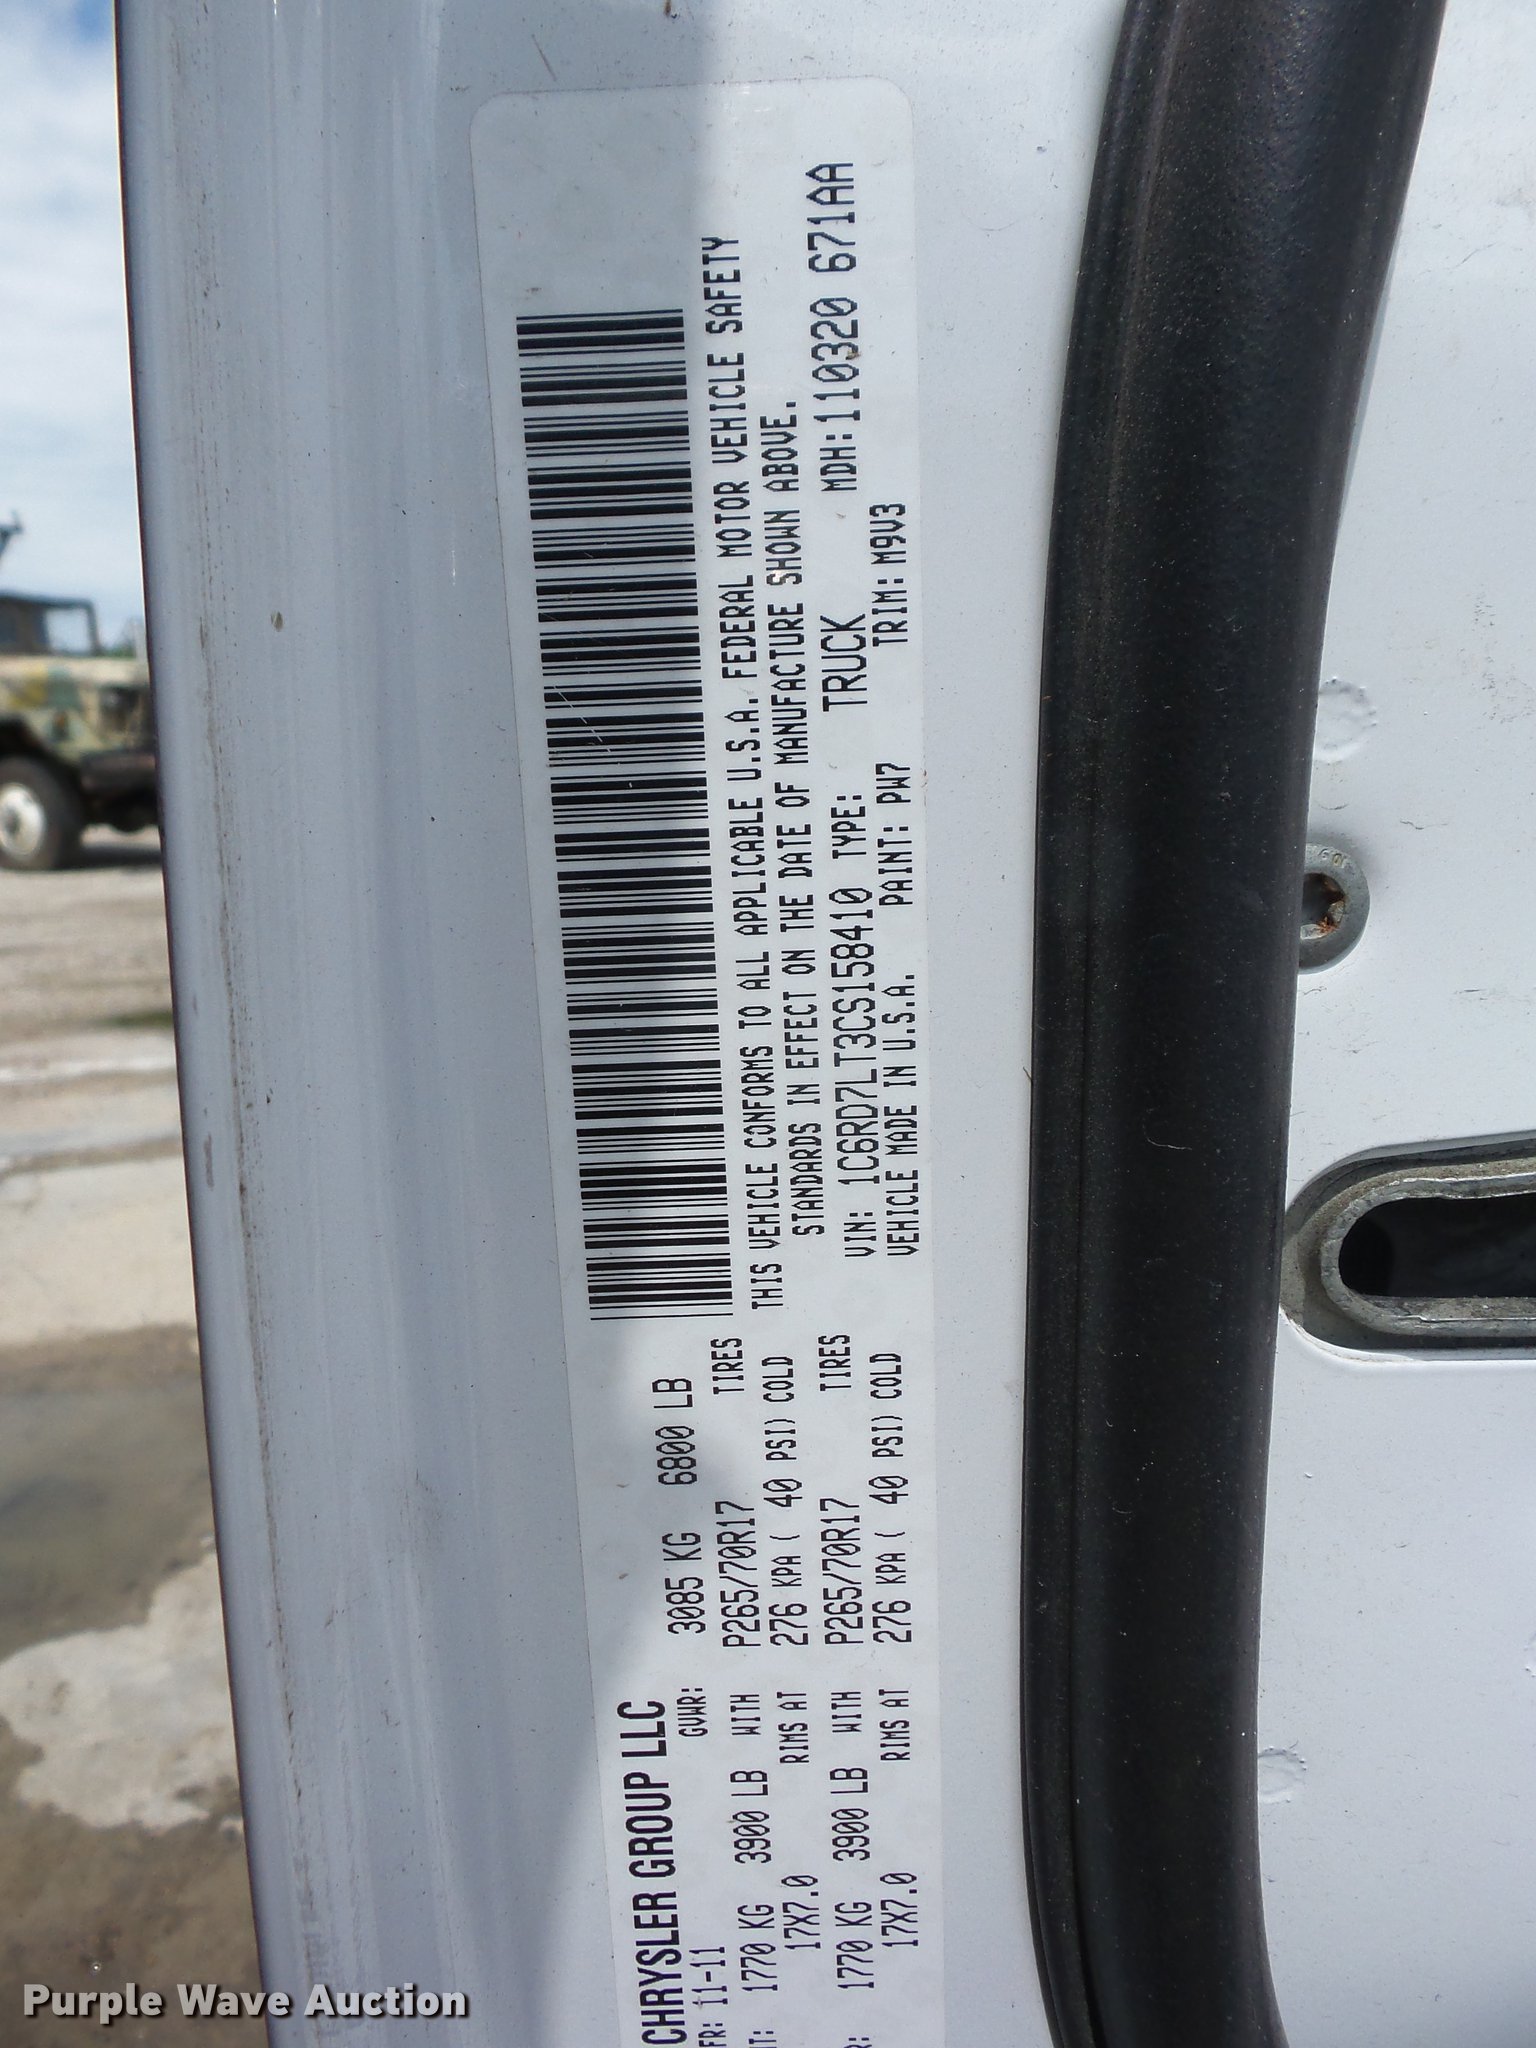 CHRYSLER GROUP LLC
FR: 11-11 GVWR: 3085 KG 6800 LB
T: 1770 KG 3900 LB WITH P265/70R17 TIRES
17X7.0 RIMS AT 276 KPA ( 40 PSI) COLD
R: 1770 KG 3900 LB WITH P265/70R17 TIRES
17X7.0 RIMS AT 276 KPA ( 40 PSI) COLD
THIS VEHICLE CONFORMS TO ALL APPLICABLE U.S.A. FEDERAL MOTOR VEHICLE SAFETY
STANDARDS IN EFFECT ON THE DATE OF MANUFACTURE SHOWN ABOVE.
VIN: 1C6RD7LT3CS158410 TYPE: TRUCK MDH: 110320 671AA
VEHICLE MADE IN U.S.A. PAINT: PW7 TRIM: M9V3
Purple Wave Auction